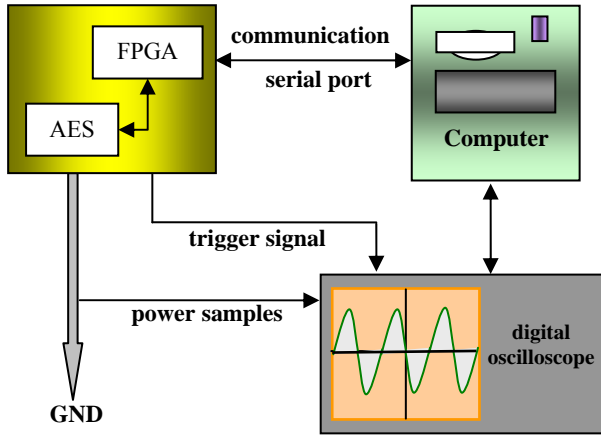 communication
FPGA
serial port
AES
Computer
trigger signal
power samples
digital
oscilloscope
GND